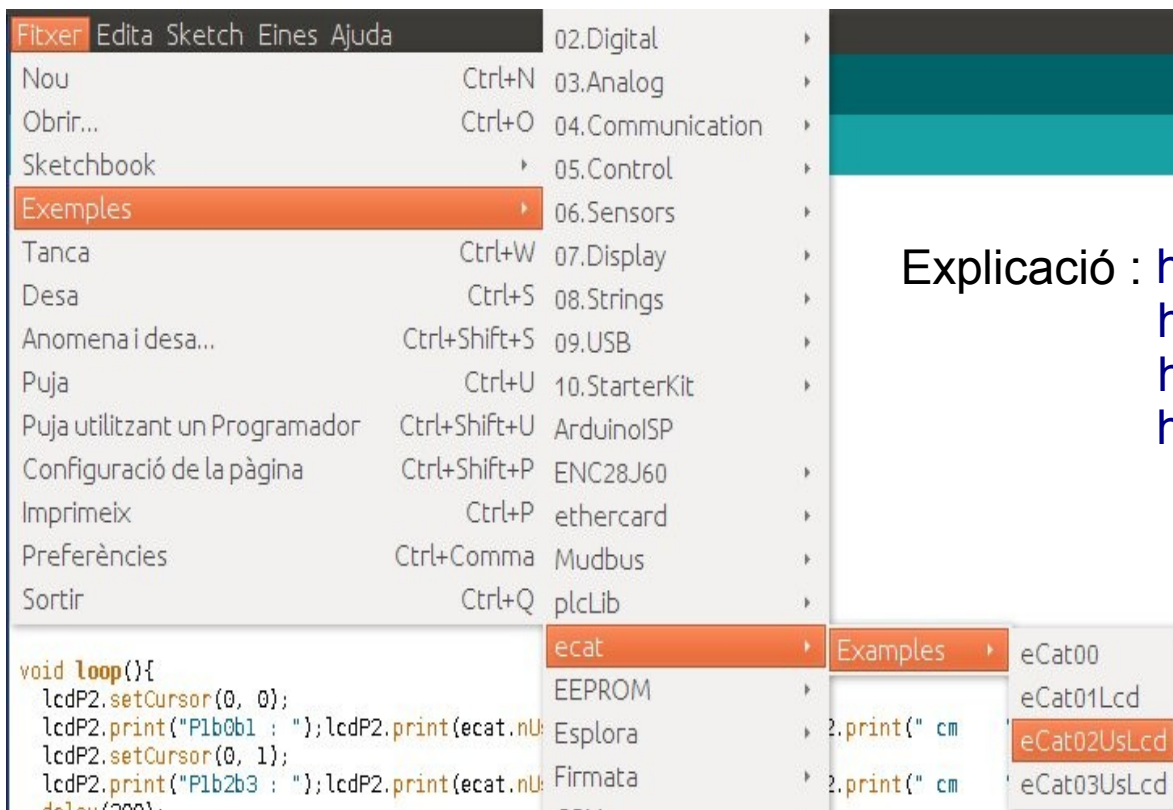 Fitxer Edita Sketch Eines Ajuda
Nou Ctrl+N
Obrir... Ctrl+O
Sketchbook
Exemples
Tanca Ctrl+W
Desa Ctrl+S
Anomena i desa... Ctrl+Shift+S
Puja Ctrl+U
Puja utilitzant un Programador Ctrl+Shift+U
Configuració de la pàgina Ctrl+Shift+P
Imprimeix Ctrl+P
Preferències Ctrl+Comma
Sortir Ctrl+Q
02.Digital
03.Analog
04.Communication
05.Control
06.Sensors
07.Display
08.Strings
09.USB
10.StarterKit
ArduinoISP
ENC28J60
ethercard
Mudbus
plcLib
ecat
EEPROM
Esplora
Firmata
Examples
eCat00
eCat01Lcd
eCat02UsLcd
eCat03UsLcd
Explicació : h
h
h
h
void loop(){
lcdP2.setCursor(0, 0);
lcdP2.print("P1b0b1 : ");lcdP2.print(ecat.nU 2.print(" cm "
lcdP2.setCursor(0, 1);
lcdP2.print("P1b2b3 : ");lcdP2.print(ecat.nU 2.print(" cm "